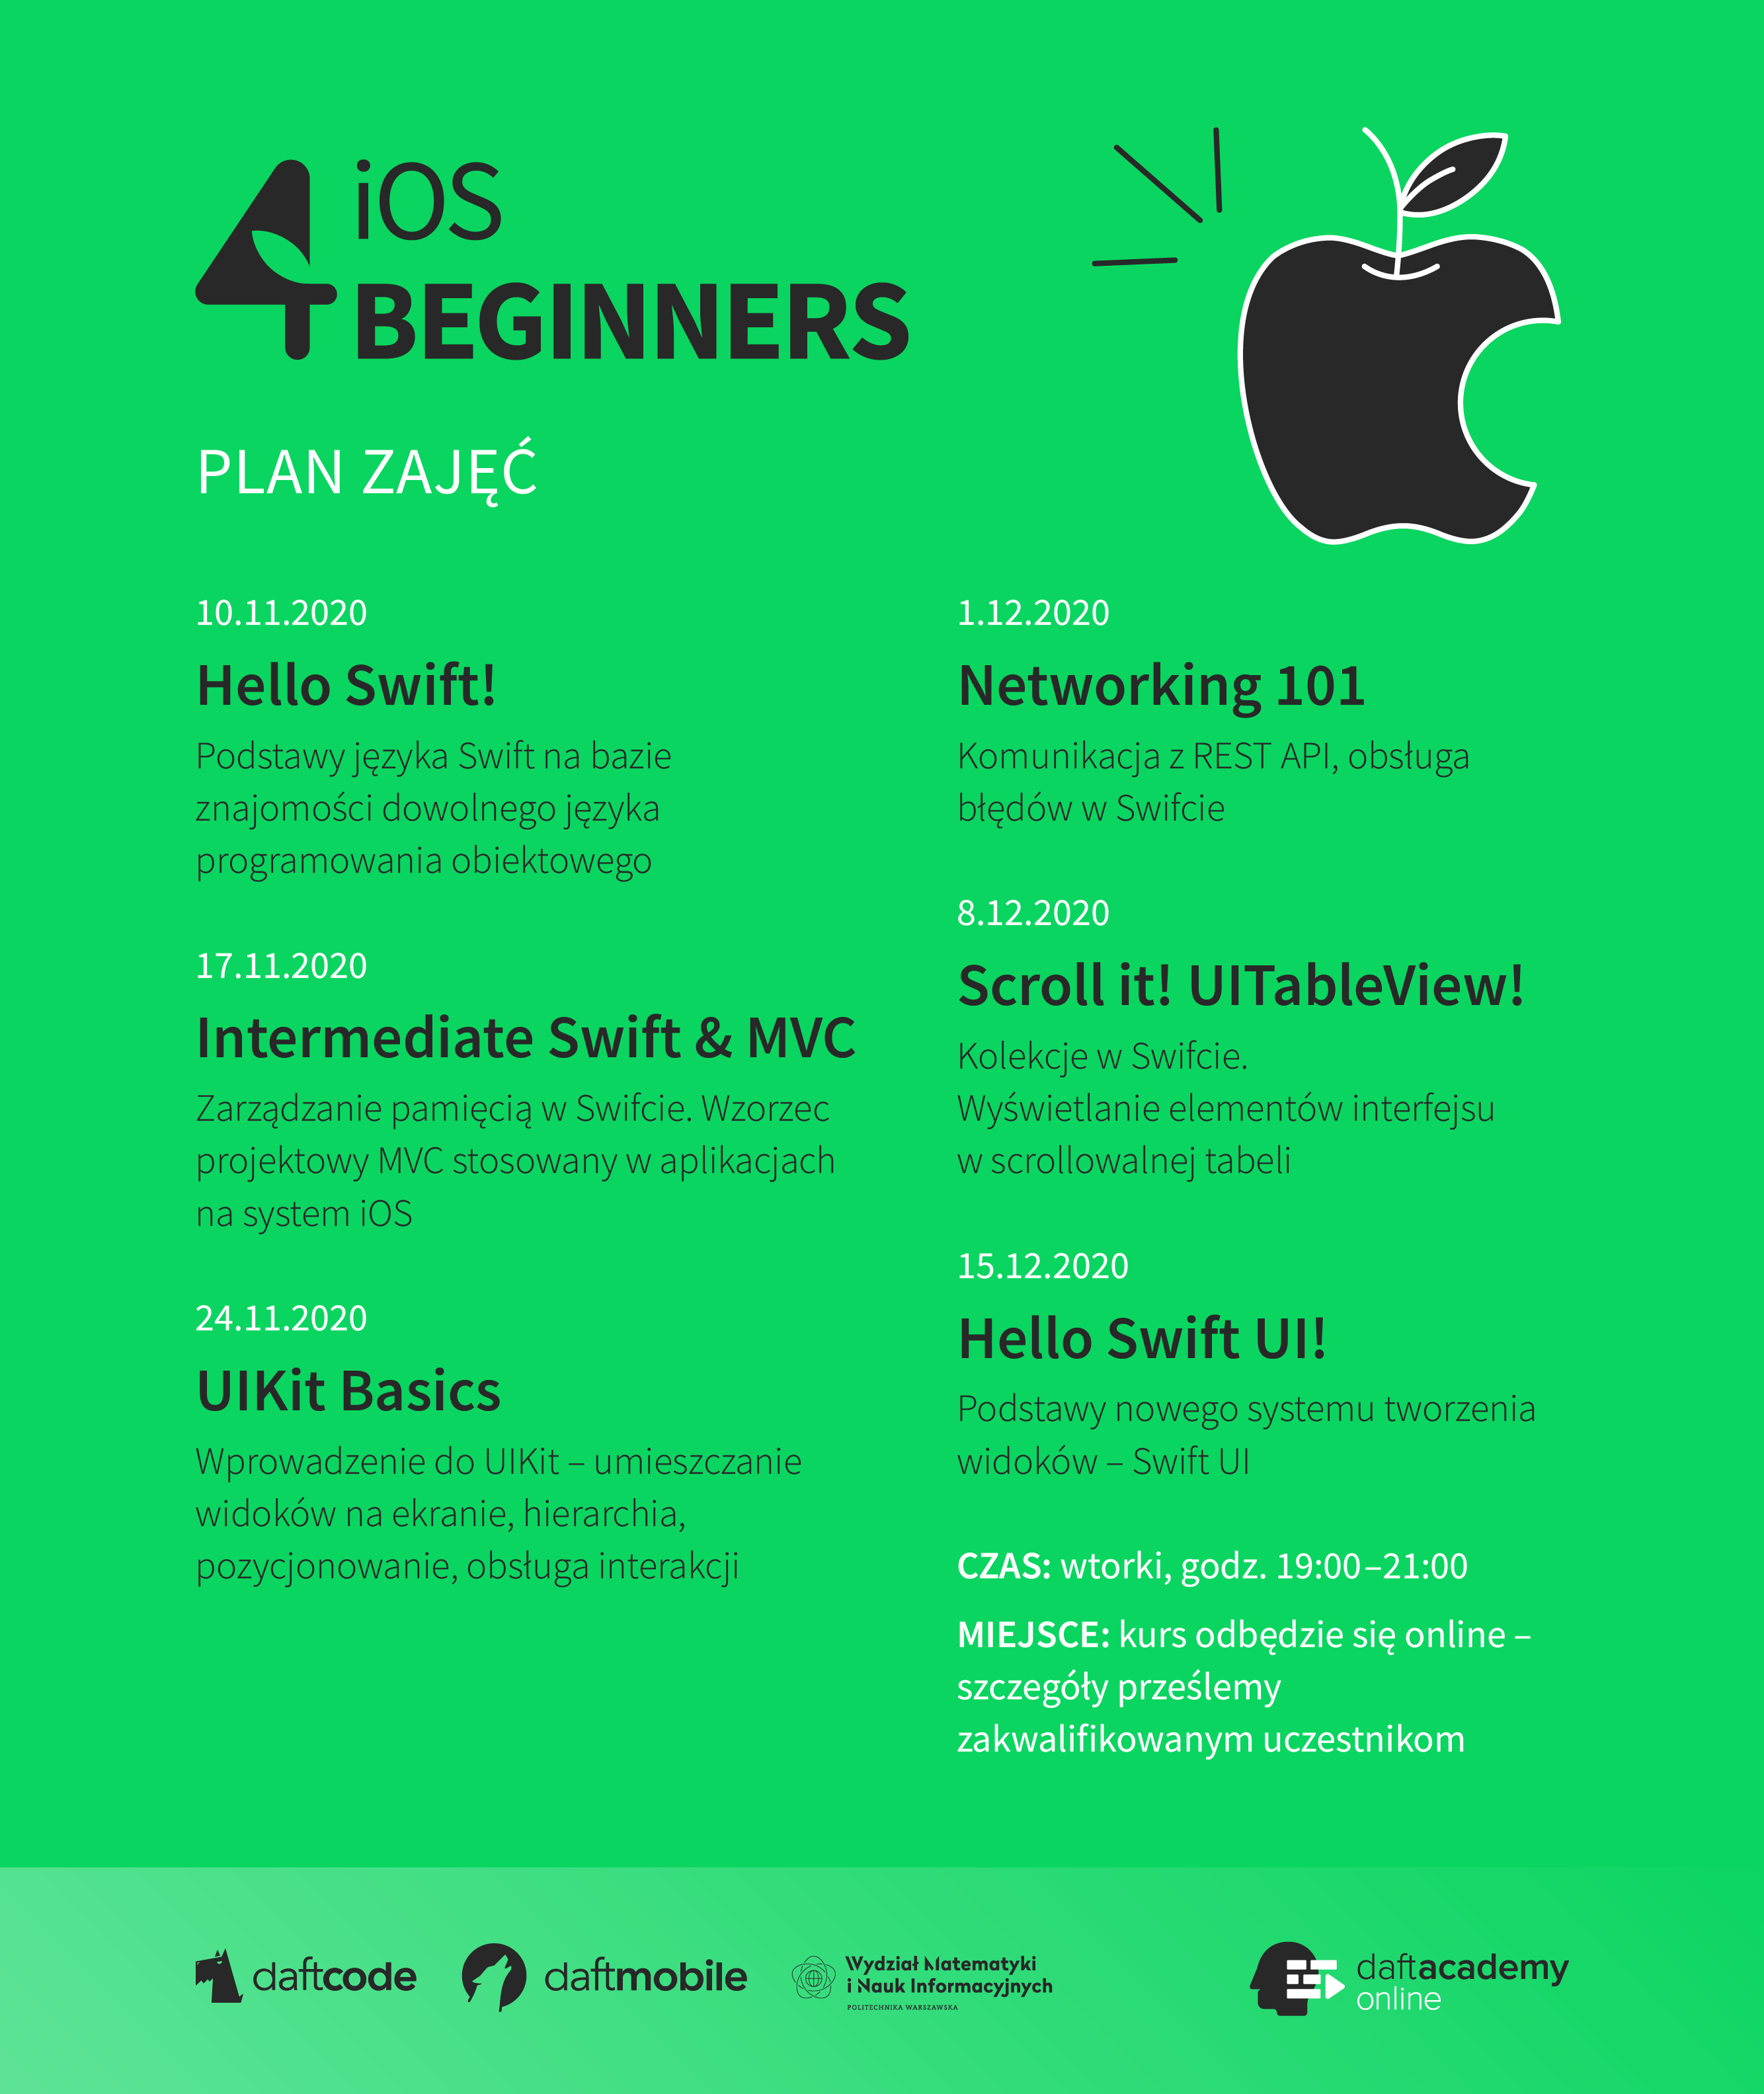 4 iOS
BEGINNERS
PLAN ZAJĘĆ
10.11.2020
Hello Swift!
Podstawy języka Swift na bazie
znajomości dowolnego języka
programowania obiektowego
17.11.2020
Intermediate Swift & MVC
Zarządzanie pamięcią w Swifcie. Wzorzec
projektowy MVC stosowany w aplikacjach
na system iOS
24.11.2020
UIKit Basics
Wprowadzenie do UIKit – umieszczanie
widoków na ekranie, hierarchia,
pozycjonowanie, obsługa interakcji
1.12.2020
Networking 101
Komunikacja z REST API, obsługa
błędów w Swifcie
8.12.2020
Scroll it! UITableView!
Kolekcje w Swifcie.
Wyświetlanie elementów interfejsu
w scrollowalnej tabeli
15.12.2020
Hello Swift UI!
Podstawy nowego systemu tworzenia
widoków – Swift UI
CZAS: wtorki, godz. 19:00–21:00
MIEJSCE: kurs odbędzie się online –
szczegóły prześlemy
zakwalifikowanym uczestnikom
daftcode
daftmobile
Wydział Matematyki
i Nauk Informacyjnych
POLITECHNIKA WARSZAWSKA
daftacademy
online